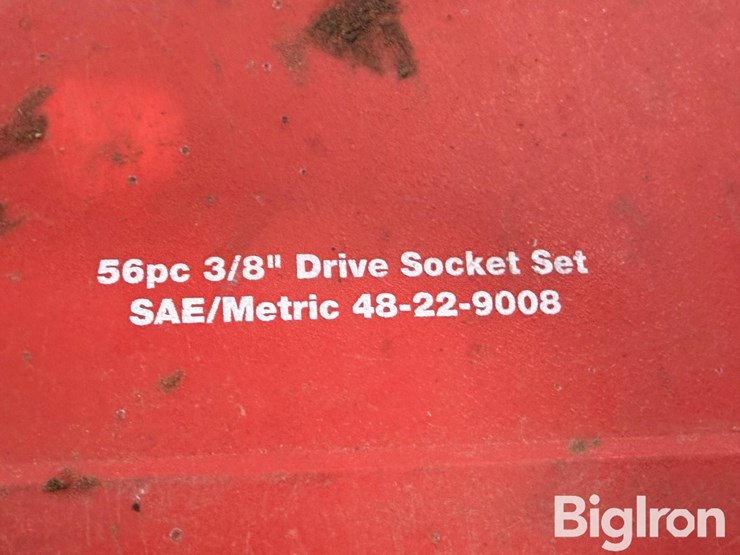 56pc 3/8" Drive Socket Set
SAE/Metric 48-22-9008
BigIron